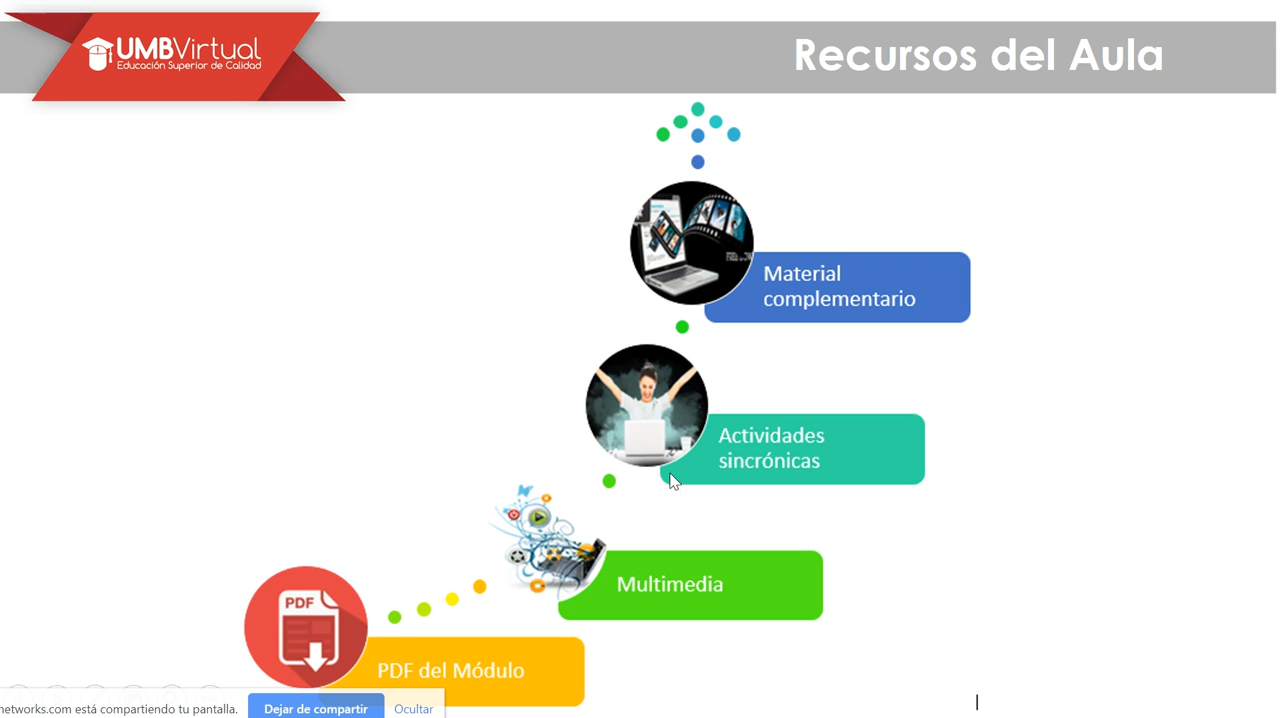 UMBVirtual
Educación Superior de Calidad
Recursos del Aula
Material
complementario
Actividades
sincrónicas
Multimedia
PDF
PDF del Módulo
networks.com está compartiendo tu pantalla.
Dejar de compartir
Ocultar